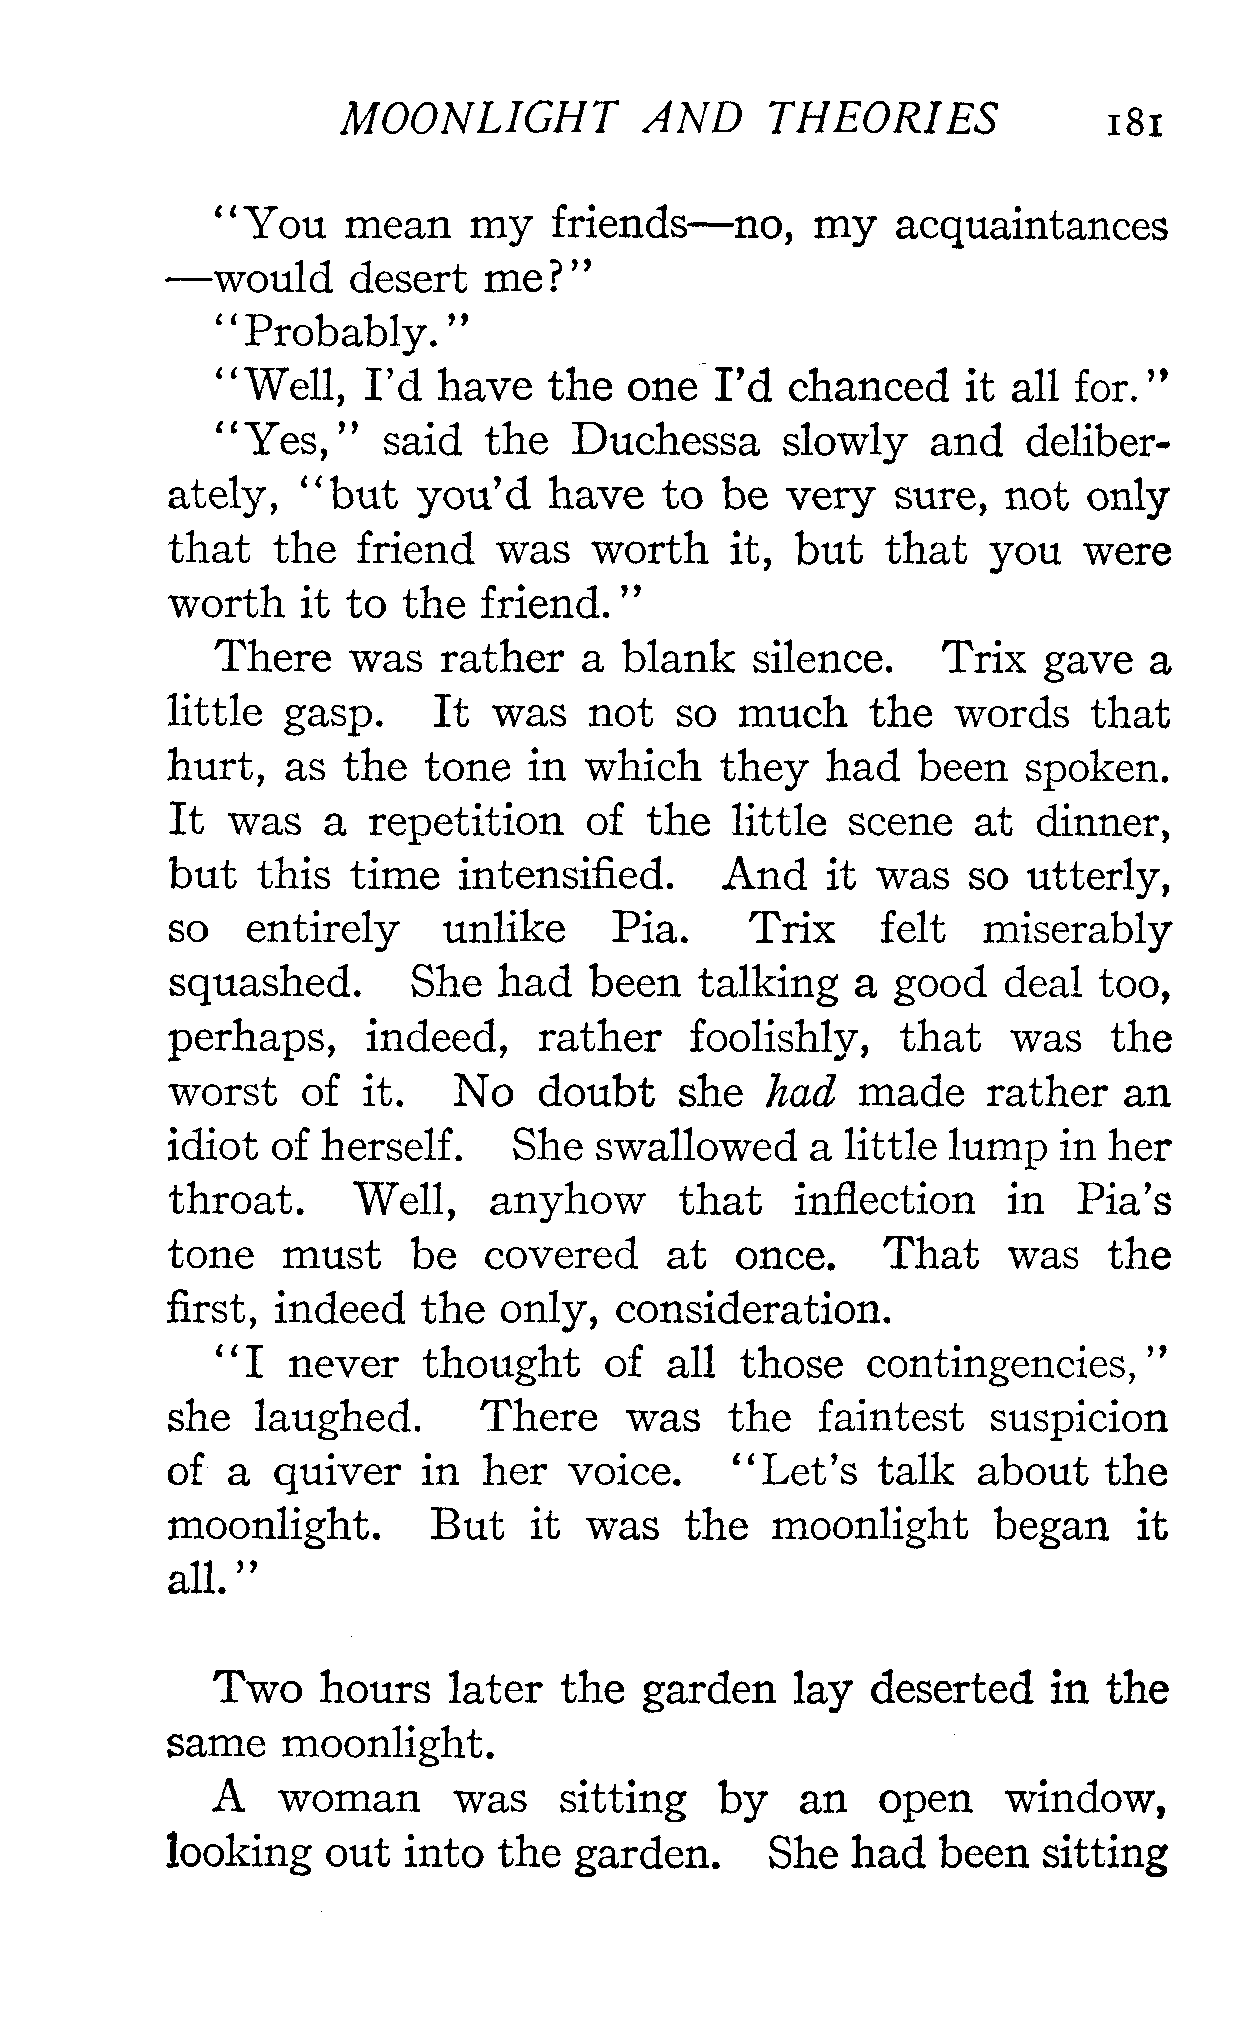 MOONLIGHT AND THEORIES 181
"You mean my friends—no, my acquaintances
—would desert me?"
"Probably."
"Well, I'd have the one I'd chanced it all for."
"Yes," said the Duchessa slowly and deliber-
ately, "but you'd have to be very sure, not only
that the friend was worth it, but that you were
worth it to the friend."
There was rather a blank silence. Trix gave a
little gasp. It was not so much the words that
hurt, as the tone in which they had been spoken.
It was a repetition of the little scene at dinner,
but this time intensified. And it was so utterly,
so entirely unlike Pia. Trix felt miserably
squashed. She had been talking a good deal too,
perhaps, indeed, rather foolishly, that was the
worst of it. No doubt she had made rather an
idiot of herself. She swallowed a little lump in her
throat. Well, anyhow that inflection in Pia's
tone must be covered at once. That was the
first, indeed the only, consideration.
"I never thought of all those contingencies,"
she laughed. There was the faintest suspicion
of a quiver in her voice. "Let's talk about the
moonlight. But it was the moonlight began it
all."
Two hours later the garden lay deserted in the
same moonlight.
A woman was sitting by an open window,
looking out into the garden. She had been sitting